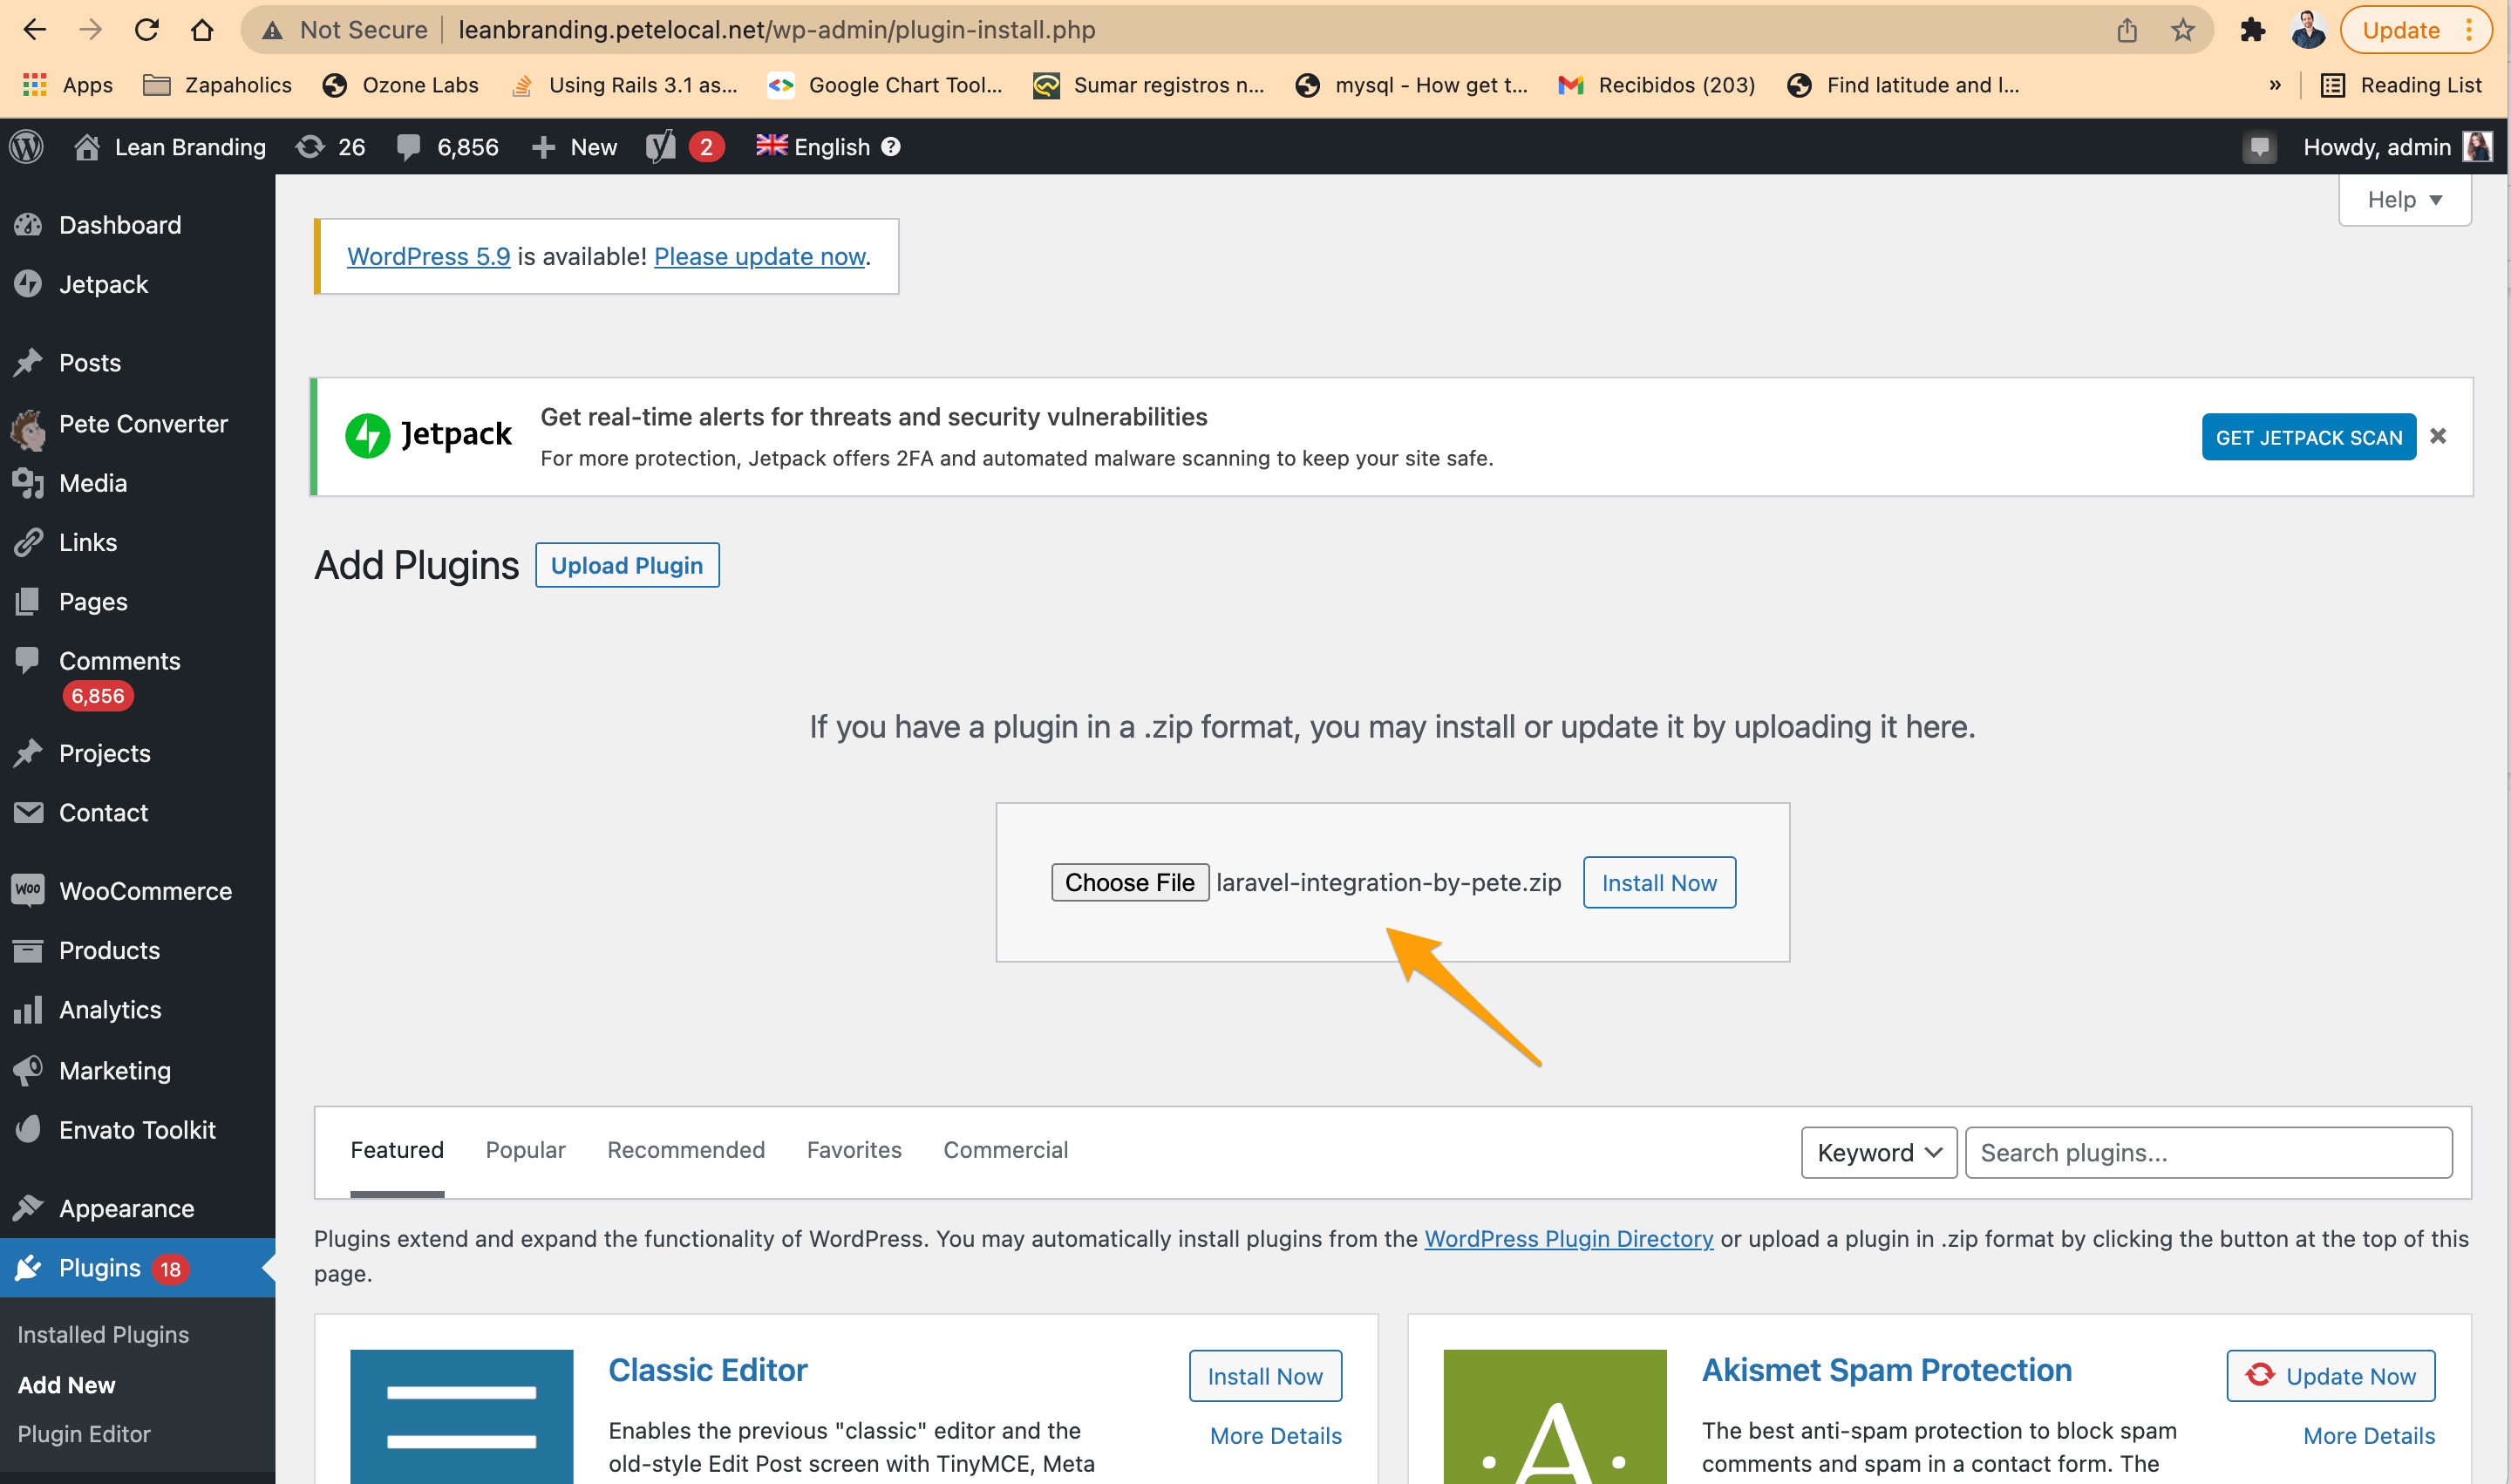 Not Secure leanbranding.petelocal.net/wp-admin/plugin-install.php
Update
Apps Zapaholics Ozone Labs Using Rails 3.1 as... Google Chart Tool... Sumar registros n... mysql - How get t... Recibidos (203) Find latitude and l... » Reading List
Lean Branding 26 6,856 New 2 English ? Howdy, admin
Help
Dashboard
Jetpack
Posts
Pete Converter
Media
Links
Pages
Comments
6,856
Projects
Contact
Woo WooCommerce
Products
Analytics
Marketing
Envato Toolkit
Appearance
Plugins 18
Installed Plugins
Add New
Plugin Editor
WordPress 5.9 is available! Please update now.
Jetpack
Get real-time alerts for threats and security vulnerabilities
For more protection, Jetpack offers 2FA and automated malware scanning to keep your site safe.
GET JETPACK SCAN
Add Plugins Upload Plugin
If you have a plugin in a .zip format, you may install or update it by uploading it here.
Choose File laravel-integration-by-pete.zip Install Now
Featured Popular Recommended Favorites Commercial Keyword Search plugins...
Plugins extend and expand the functionality of WordPress. You may automatically install plugins from the WordPress Plugin Directory or upload a plugin in .zip format by clicking the button at the top of this
page.
Classic Editor
Install Now
More Details
Enables the previous "classic" editor and the
old-style Edit Post screen with TinyMCE, Meta
A
Akismet Spam Protection
Update Now
More Details
The best anti-spam protection to block spam
comments and spam in a contact form. The